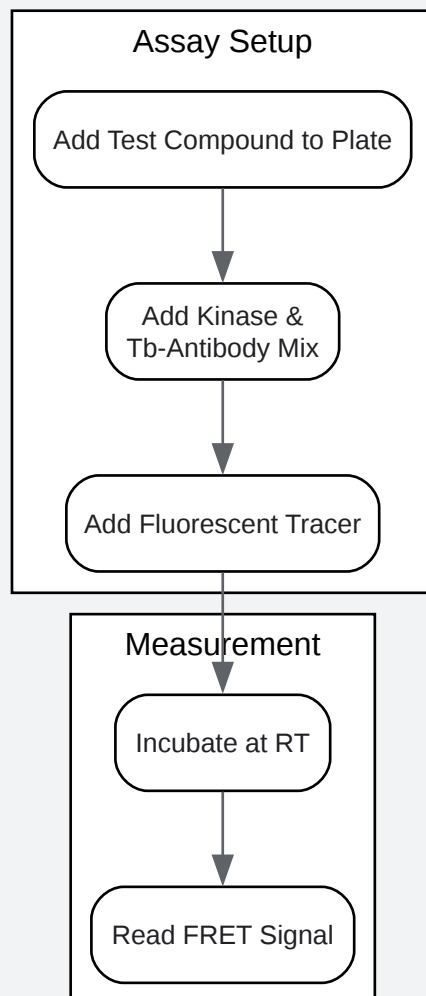 Assay Setup
Add Test Compound to Plate
Add Kinase &
Tb-Antibody Mix
Add Fluorescent Tracer
Measurement
Incubate at RT
Read FRET Signal